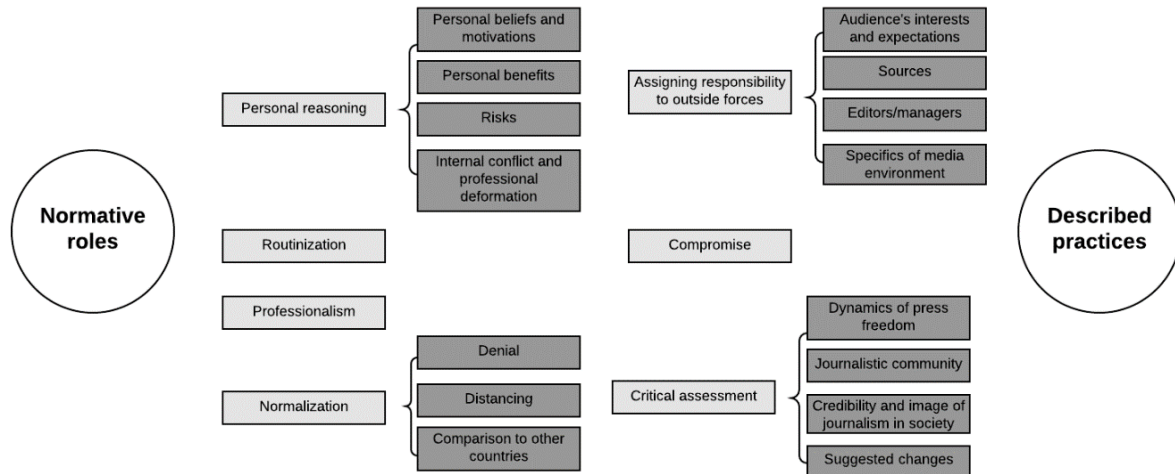 Normative
roles
Personal reasoning
Personal beliefs and
motivations
Personal benefits
Risks
Internal conflict and
professional
deformation
Routinization
Professionalism
Normalization
Denial
Distancing
Comparison to other
countries
Assigning responsibility
to outside forces
Audience's interests
and expectations
Sources
Editors/managers
Specifics of media
environment
Compromise
Critical assessment
Dynamics of press
freedom
Journalistic community
Credibility and image of
journalism in society
Suggested changes
Described
practices